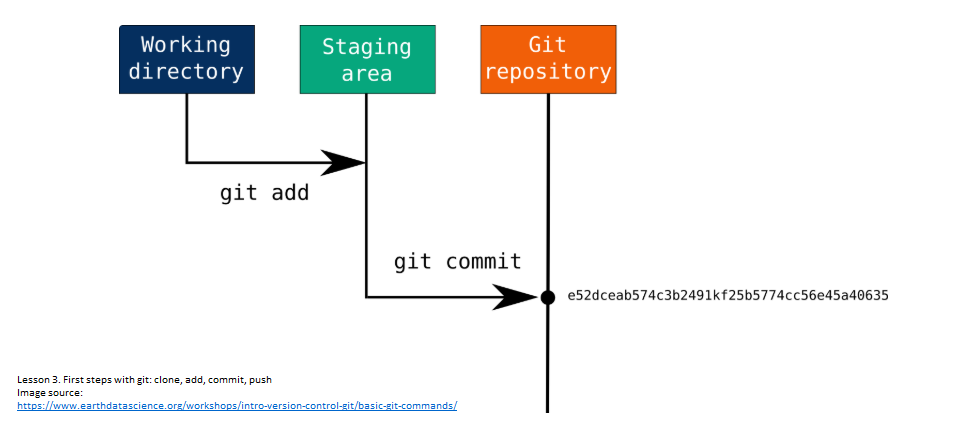 Working
directory
Staging
area
Git
repository
git add
git commit
e52dceab574c3b2491kf25b5774cc56e45a40635
Lesson 3. First steps with git: clone, add, commit, push
Image source:
https://www.earthdatascience.org/workshops/intro-version-control-git/basic-git-commands/